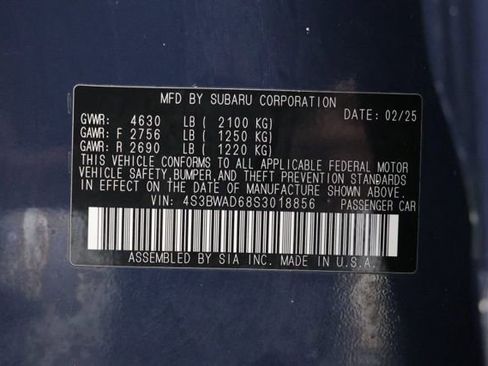 MFD BY SUBARU CORPORATION
DATE: 02/25
GVWR: 4630 LB ( 2100 KG)
GAWR: F 2756 LB ( 1250 KG)
GAWR: R 2690 LB ( 1220 KG)
THIS VEHICLE CONFORMS TO ALL APPLICABLE FEDERAL MOTOR
VEHICLE SAFETY,BUMPER, AND THEFT PREVENTION STANDARDS
IN EFFECT ON THE DATE OF MANUFACTURE SHOWN ABOVE.
VIN: 4S3BWAD68S3018856 PASSENGER CAR
ASSEMBLED BY SIA INC. MADE IN U.S.A.